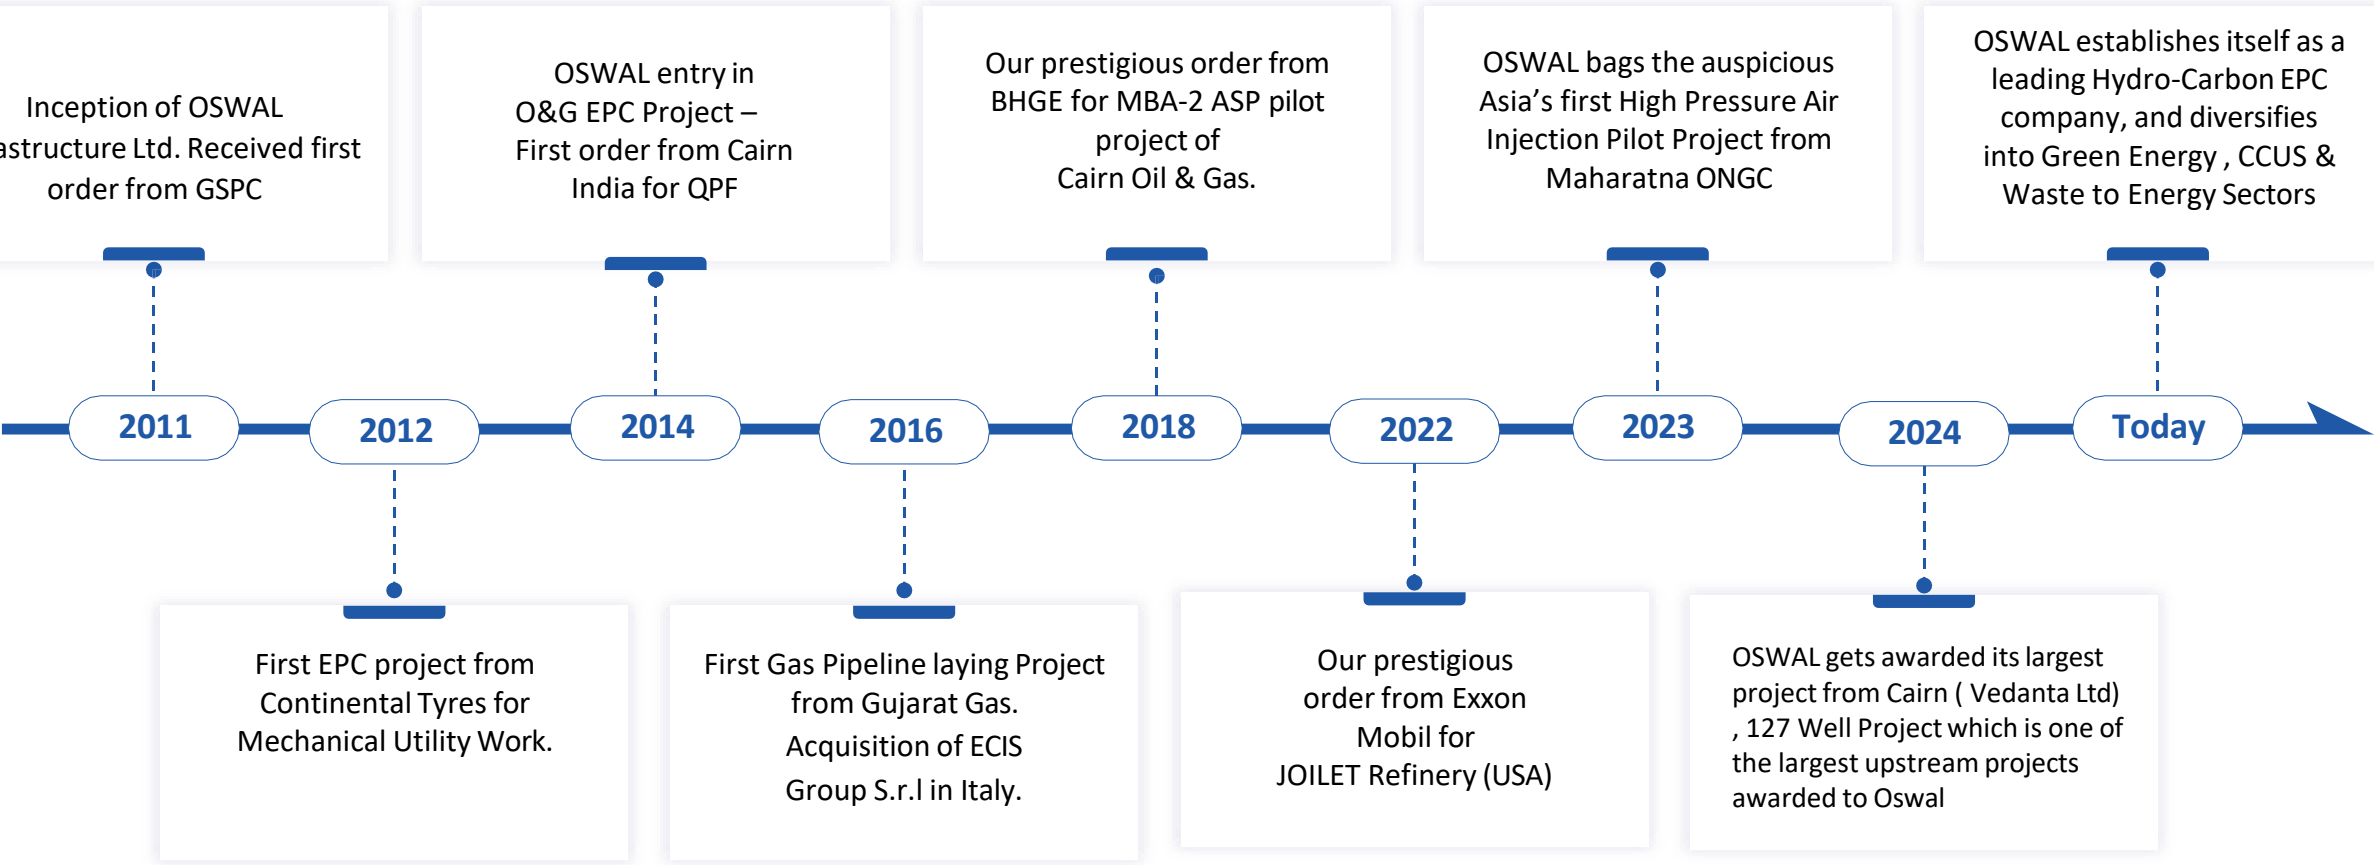 Inception of OSWAL
astructure Ltd. Received first
order from GSPC
OSWAL entry in
O&G EPC Project –
First order from Cairn
India for QPF
Our prestigious order from
BHGE for MBA-2 ASP pilot
project of
Cairn Oil & Gas.
OSWAL bags the auspicious
Asia’s first High Pressure Air
Injection Pilot Project from
Maharatna ONGC
OSWAL establishes itself as a
leading Hydro-Carbon EPC
company, and diversifies
into Green Energy , CCUS &
Waste to Energy Sectors
2011
2012
2014
2016
2018
2022
2023
2024
Today
First EPC project from
Continental Tyres for
Mechanical Utility Work.
First Gas Pipeline laying Project
from Gujarat Gas.
Acquisition of ECIS
Group S.r.l in Italy.
Our prestigious
order from Exxon
Mobil for
JOILET Refinery (USA)
OSWAL gets awarded its largest
project from Cairn ( Vedanta Ltd)
, 127 Well Project which is one of
the largest upstream projects
awarded to Oswal